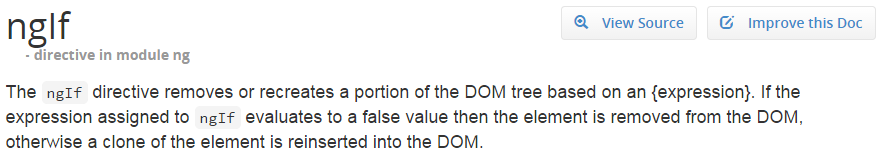 ngIf
View Source
Improve this Doc
- directive in module ng
The ngIf directive removes or recreates a portion of the DOM tree based on an {expression}. If the
expression assigned to ngIf evaluates to a false value then the element is removed from the DOM,
otherwise a clone of the element is reinserted into the DOM.